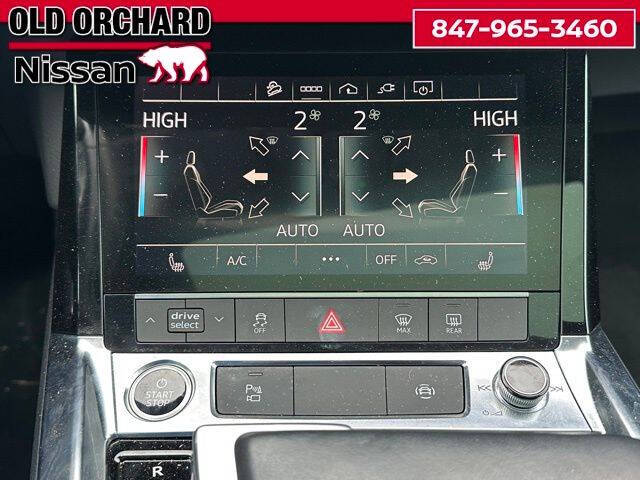 OLD ORCHARD
Nissan
847-965-3460
HIGH 2 2 HIGH
+ +
− −
AUTO AUTO
A/C ••• OFF
drive select
OFF
MAX
REAR
START STOP
P
R